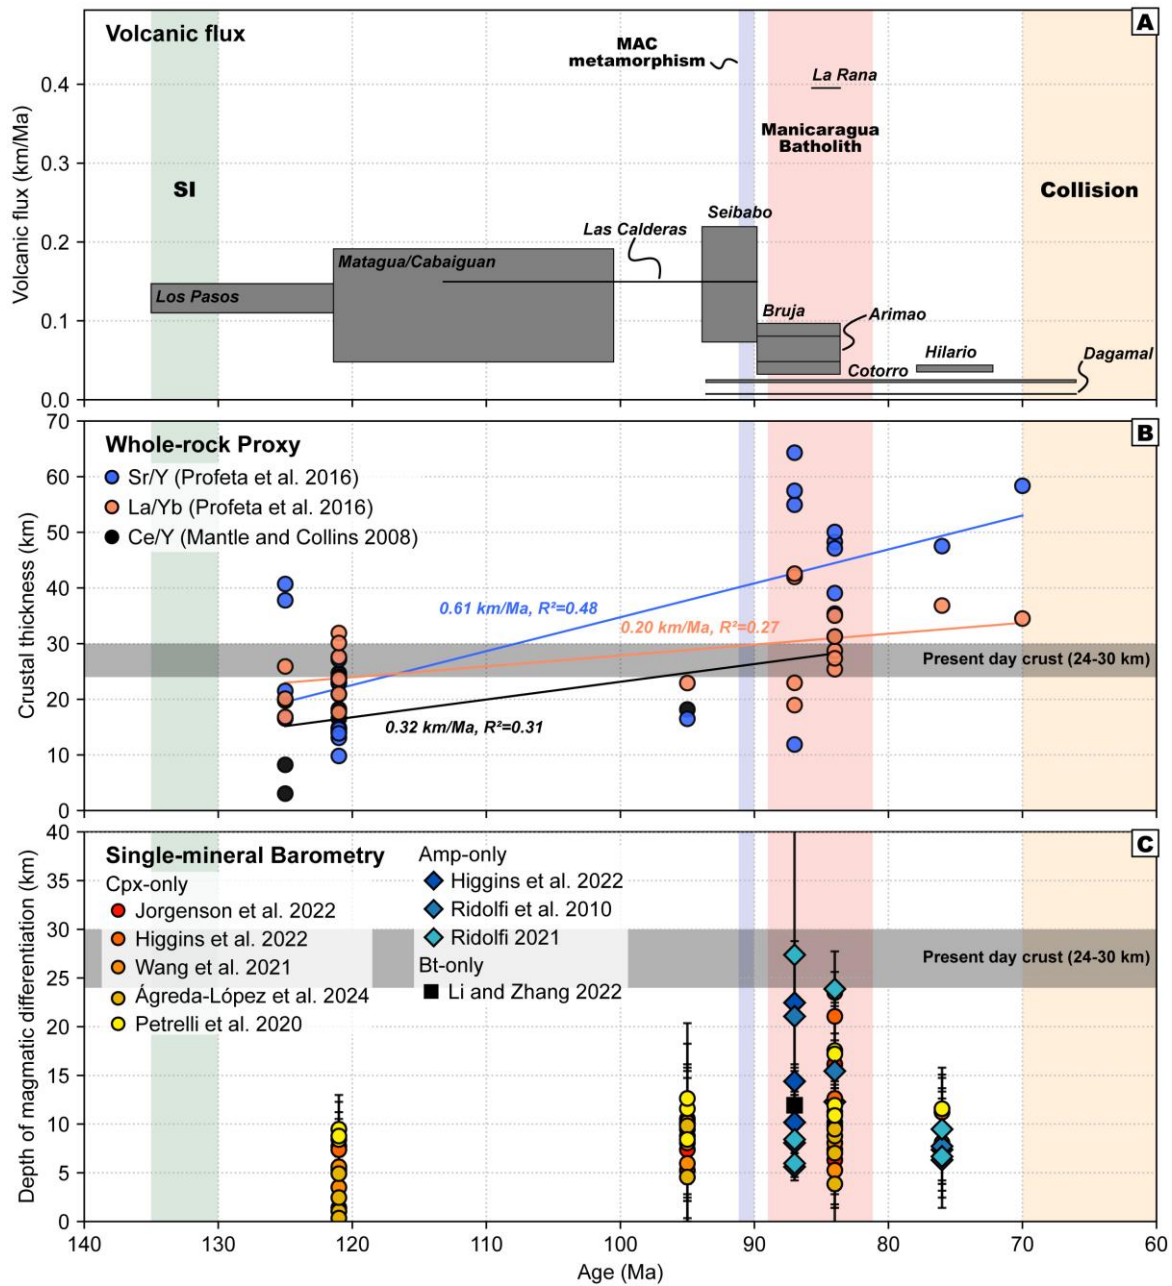 A
Volcanic flux
MAC
metamorphism
La Rana
Manicaragua
Batholith
SI
Collision
Seibabo
Las Calderas
Matagua/Cabaiguan
Los Pasos
Bruja
Arimao
Hilario
Dagamal
Cotorro
Volcanic flux (km/Ma)
0.4
0.3
0.2
0.1
0.0
B
Whole-rock Proxy
Sr/Y (Profeta et al. 2016)
La/Yb (Profeta et al. 2016)
Ce/Y (Mantle and Collins 2008)
0.61 km/Ma, R²=0.48
0.20 km/Ma, R²=0.27
Present day crust (24-30 km)
0.32 km/Ma, R²=0.31
Crustal thickness (km)
70
60
50
40
30
20
10
0
C
Single-mineral Barometry
Cpx-only
Jorgenson et al. 2022
Higgins et al. 2022
Wang et al. 2021
Ágreda-López et al. 2024
Petrelli et al. 2020
Amp-only
Higgins et al. 2022
Ridolfi et al. 2010
Ridolfi 2021
Bt-only
Li and Zhang 2022
Present day crust (24-30 km)
Depth of magmatic differentiation (km)
40
35
30
25
20
15
10
5
0
140 130 120 110 100 90 80 70 60
Age (Ma)